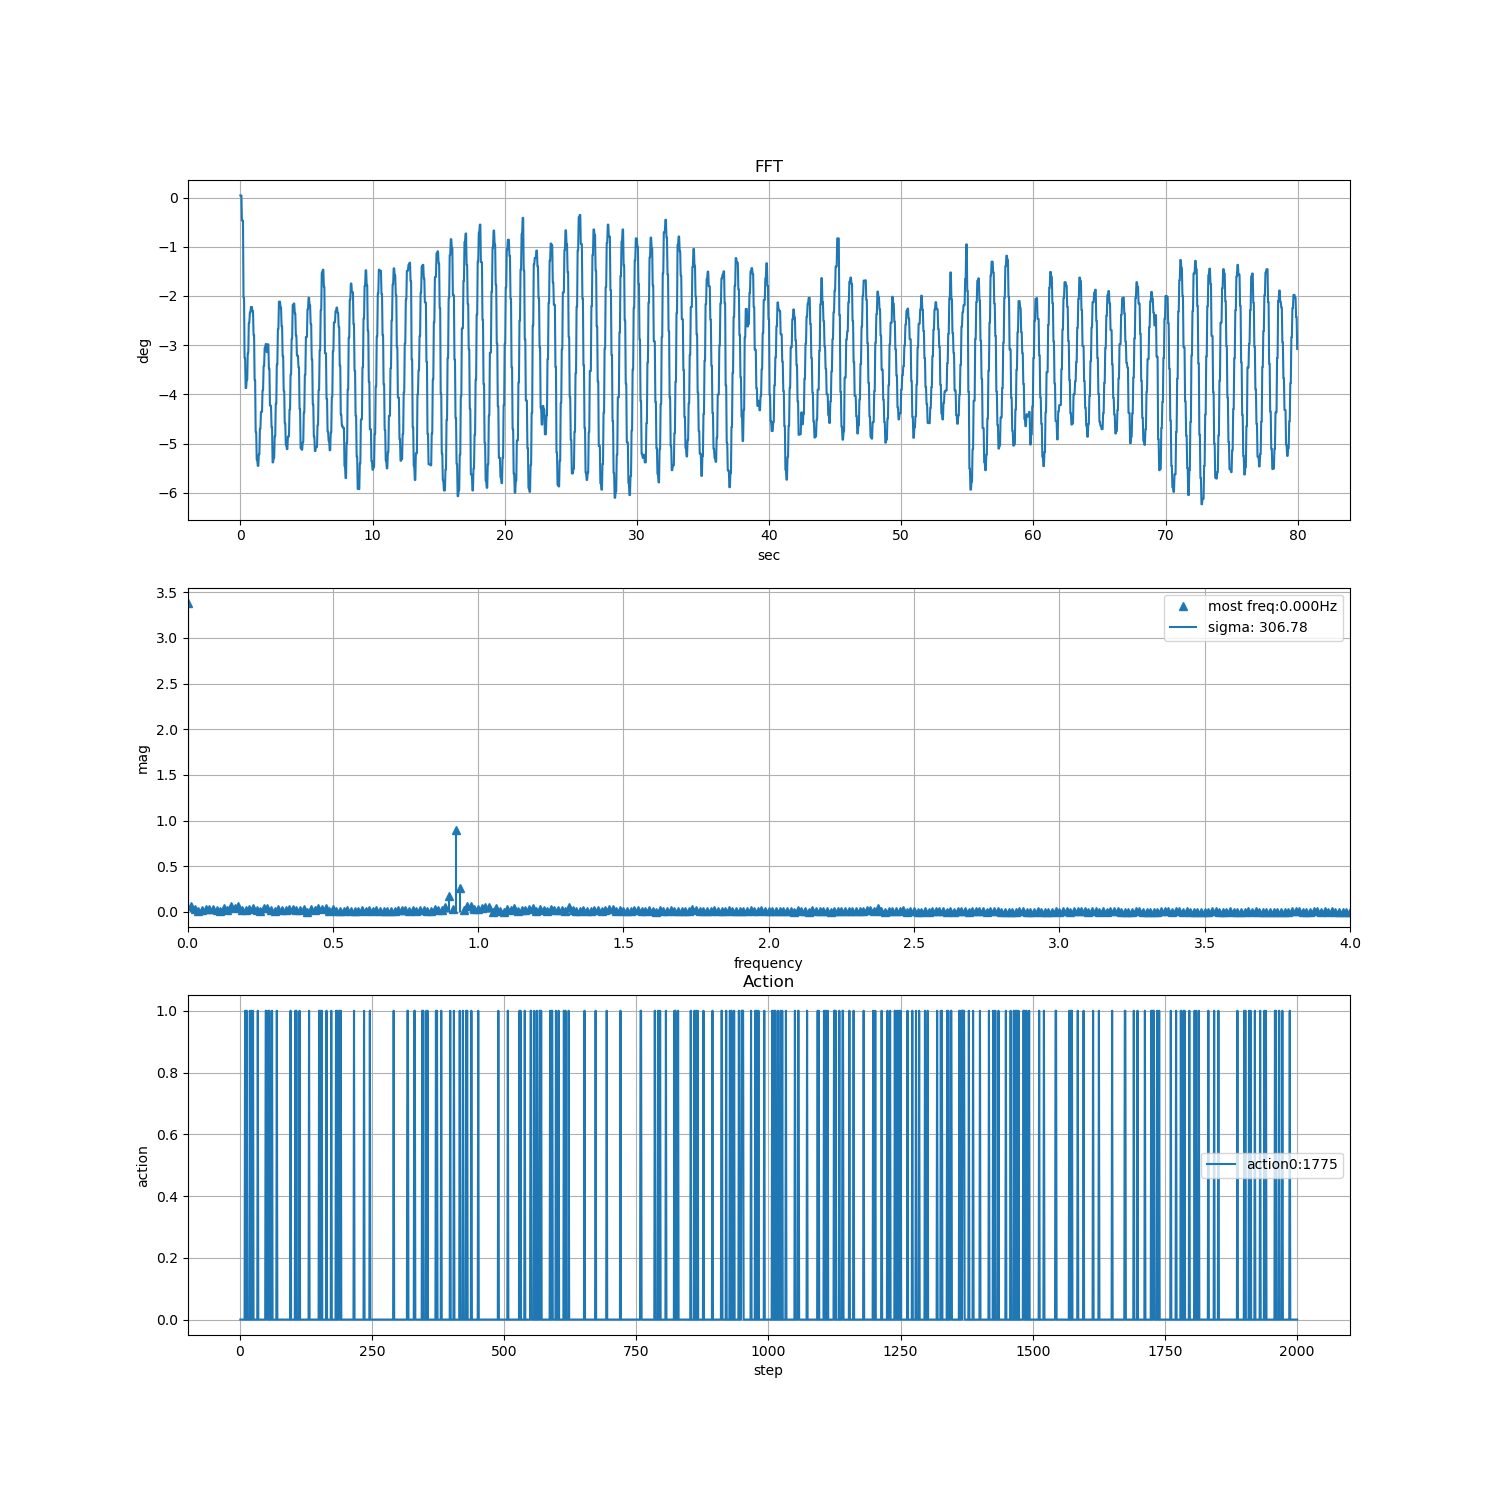 FFT
0
−1
−2
−3
−4
−5
−6
deg
0 10 20 30 40 50 60 70 80
sec
3.5
3.0
2.5
2.0
1.5
1.0
0.5
0.0
mag
most freq:0.000Hz
sigma: 306.78
0.0 0.5 1.0 1.5 2.0 2.5 3.0 3.5 4.0
frequency
Action
1.0
0.8
0.6
0.4
0.2
0.0
action
action0:1775
0 250 500 750 1000 1250 1500 1750 2000
step